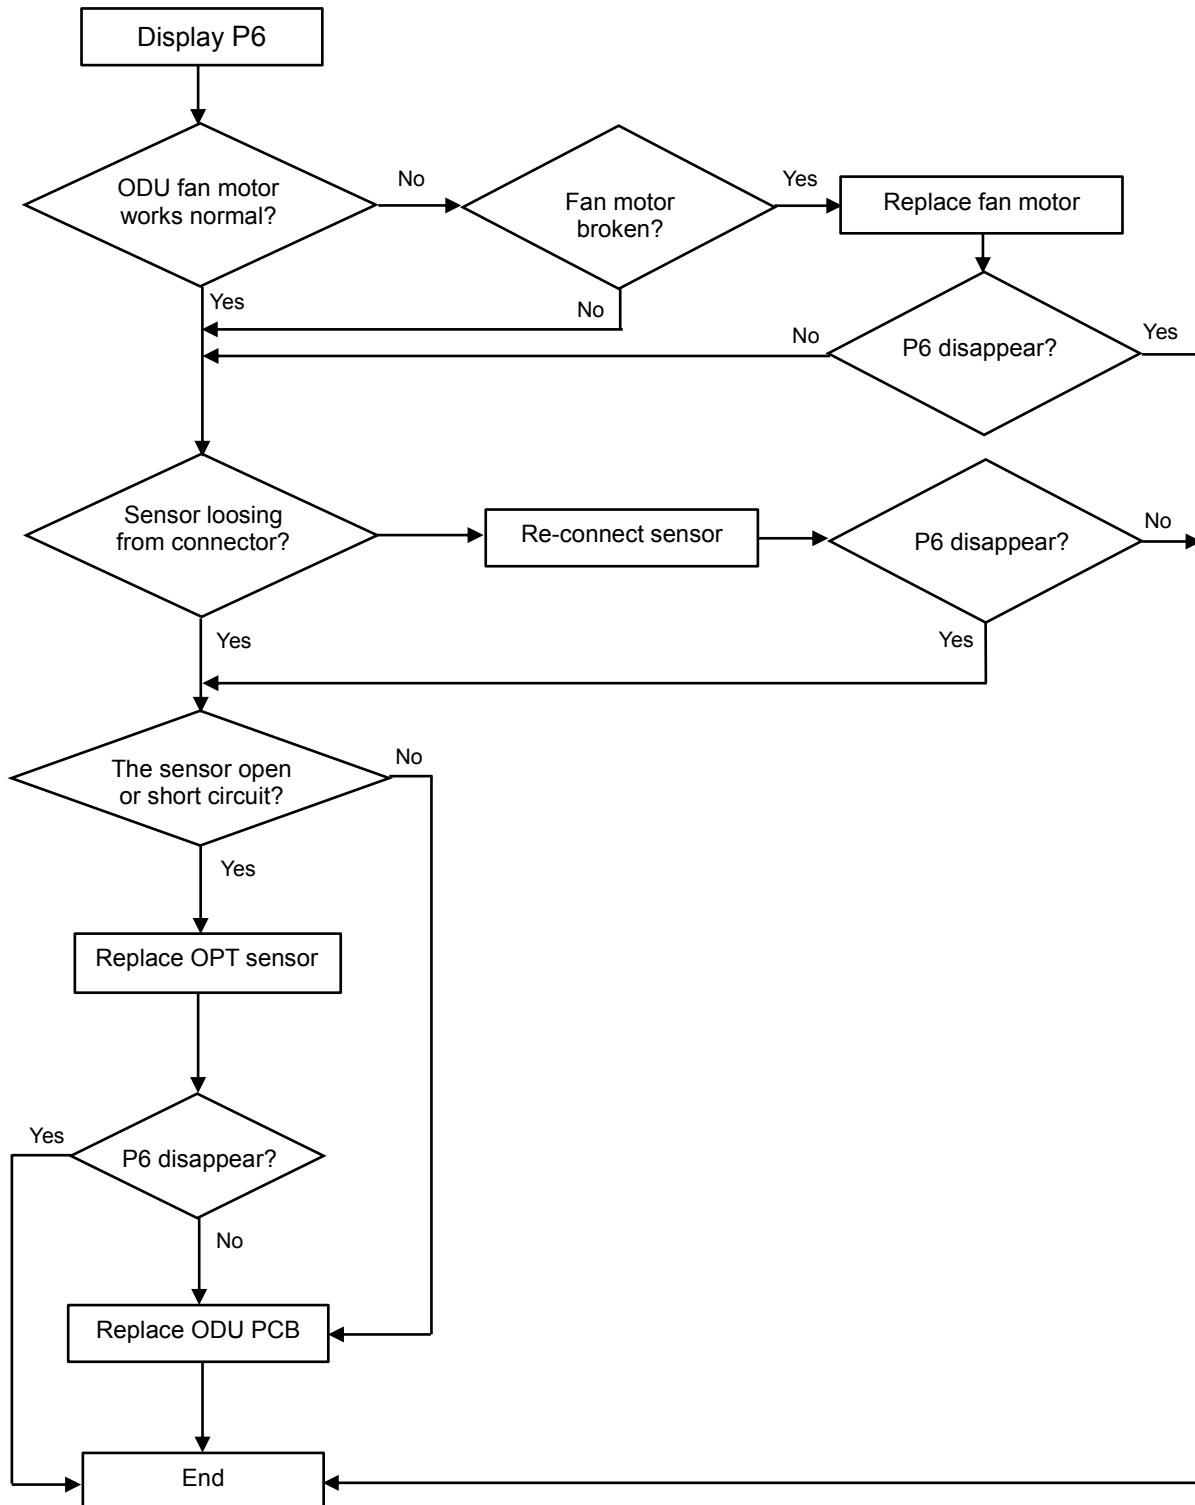 Display P6
ODU fan motor
works normal?
No
Fan motor
broken?
Yes
Replace fan motor
Yes
No
No
P6 disappear?
Yes
Sensor loosing
from connector?
Re-connect sensor
P6 disappear?
No
Yes
Yes
The sensor open
or short circuit?
No
Yes
Replace OPT sensor
Yes
P6 disappear?
No
Replace ODU PCB
End